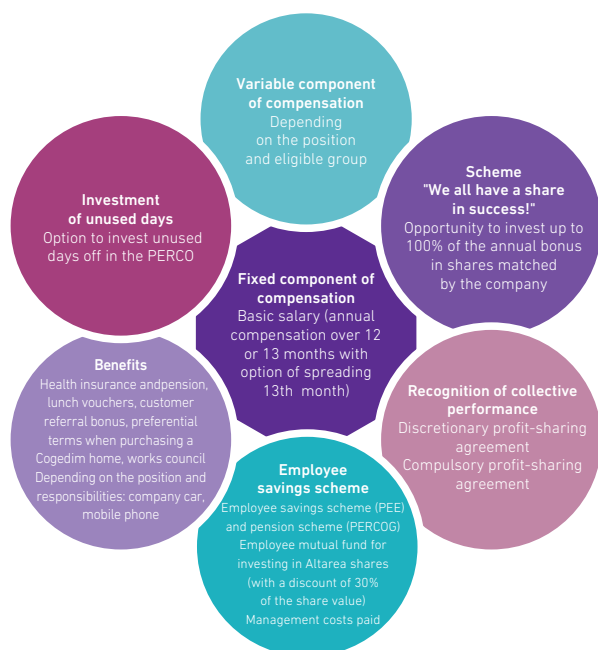 Variable component
of compensation
Depending
on the position
and eligible group
Investment
of unused days
Option to invest unused
days off in the PERCO
Scheme
"We all have a share
in success!"
Opportunity to invest up to
100% of the annual bonus
in shares matched
by the company
Fixed component of
compensation
Basic salary (annual
compensation over 12
or 13 months with
option of spreading
13th month)
Benefits
Health insurance andpension,
lunch vouchers, customer
referral bonus, preferential
terms when purchasing a
Cogedim home, works council
Depending on the position and
responsibilities: company car,
mobile phone
Recognition of collective
performance
Discretionary profit-sharing
agreement
Compulsory profit-sharing
agreement
Employee
savings scheme
Employee savings scheme (PEE)
and pension scheme (PERCOG)
Employee mutual fund for
investing in Altarea shares
(with a discount of 30%
of the share value)
Management costs paid